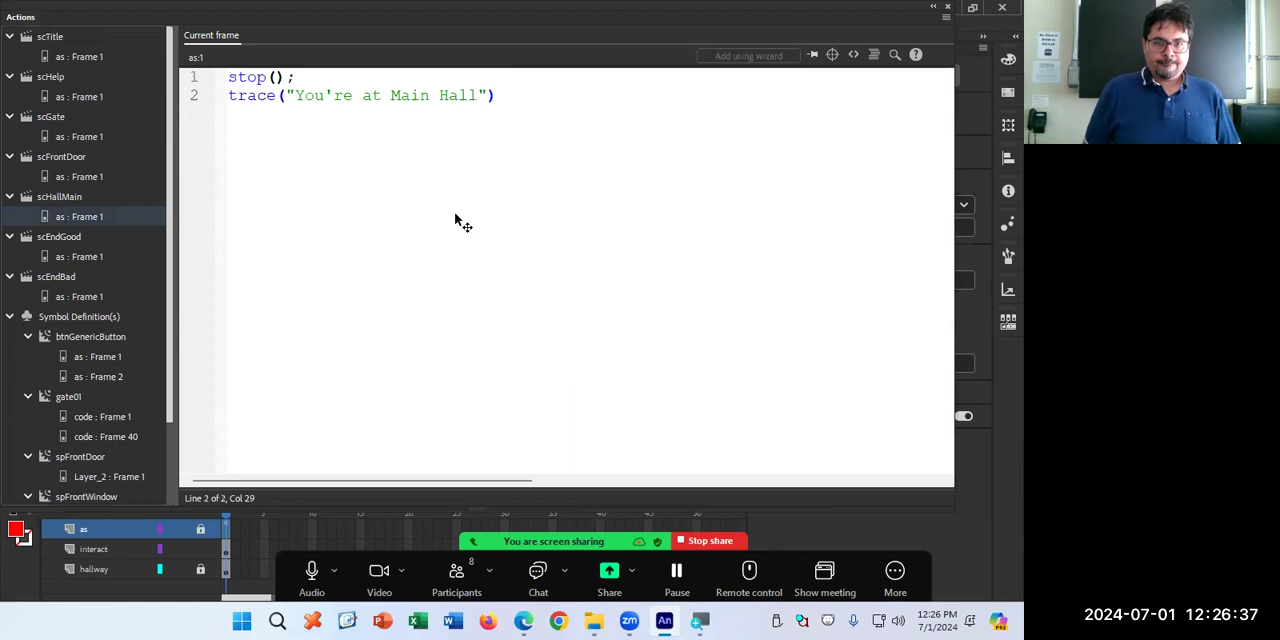 Actions
scTitle
as : Frame 1
scHelp
as : Frame 1
scGate
as : Frame 1
scFrontDoor
as : Frame 1
scHallMain
as : Frame 1
scEndGood
as : Frame 1
scEndBad
as : Frame 1
Symbol Definition(s)
btnGenericButton
as : Frame 1
as : Frame 2
gate01
code : Frame 1
code : Frame 40
spFrontDoor
Layer_2 : Frame 1
spFrontWindow
Current frame
as:1
Add using wizard
1 stop();
2 trace("You're at Main Hall")
Line 2 of 2, Col 29
as
interact
hallway
You are screen sharing
Stop share
8
Audio
Video
Participants
Chat
Share
Pause
Remote control
Show meeting
More
12:26 PM
7/1/2024
2024-07-01 12:26:37